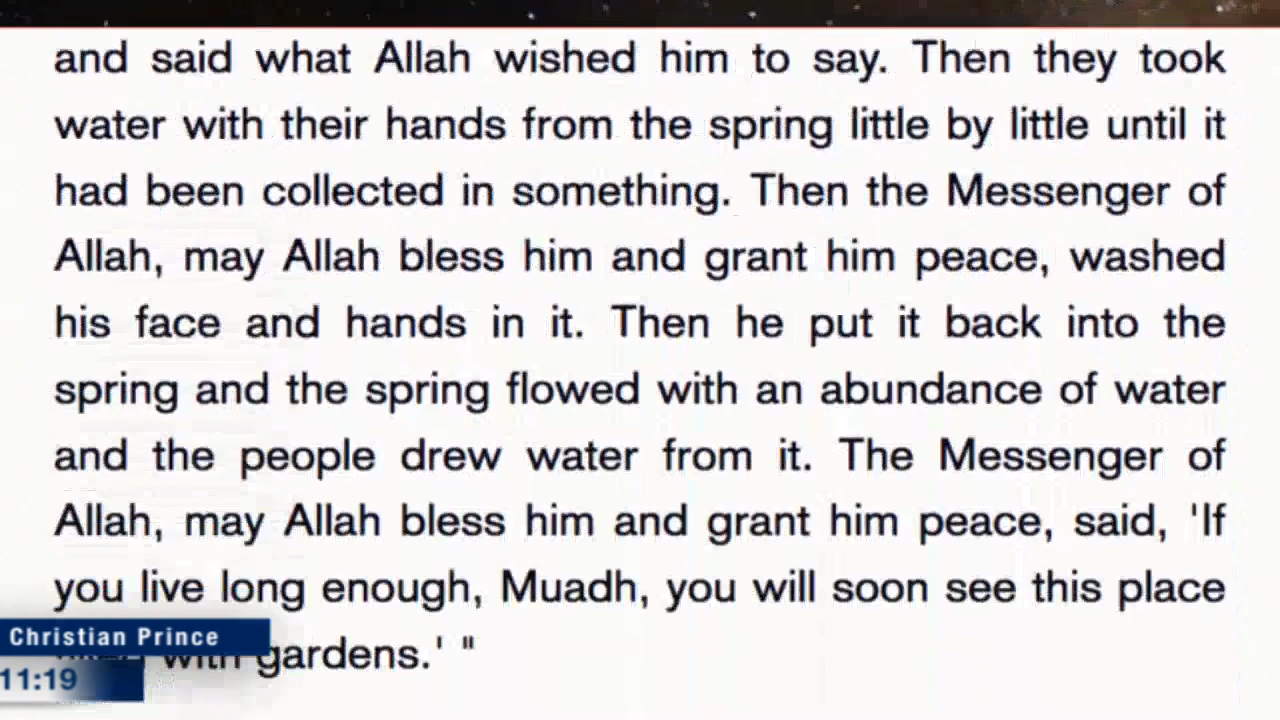 and said what Allah wished him to say. Then they took
water with their hands from the spring little by little until it
had been collected in something. Then the Messenger of
Allah, may Allah bless him and grant him peace, washed
his face and hands in it. Then he put it back into the
spring and the spring flowed with an abundance of water
and the people drew water from it. The Messenger of
Allah, may Allah bless him and grant him peace, said, 'If
you live long enough, Muadh, you will soon see this place
with gardens.' "
Christian Prince
11:19